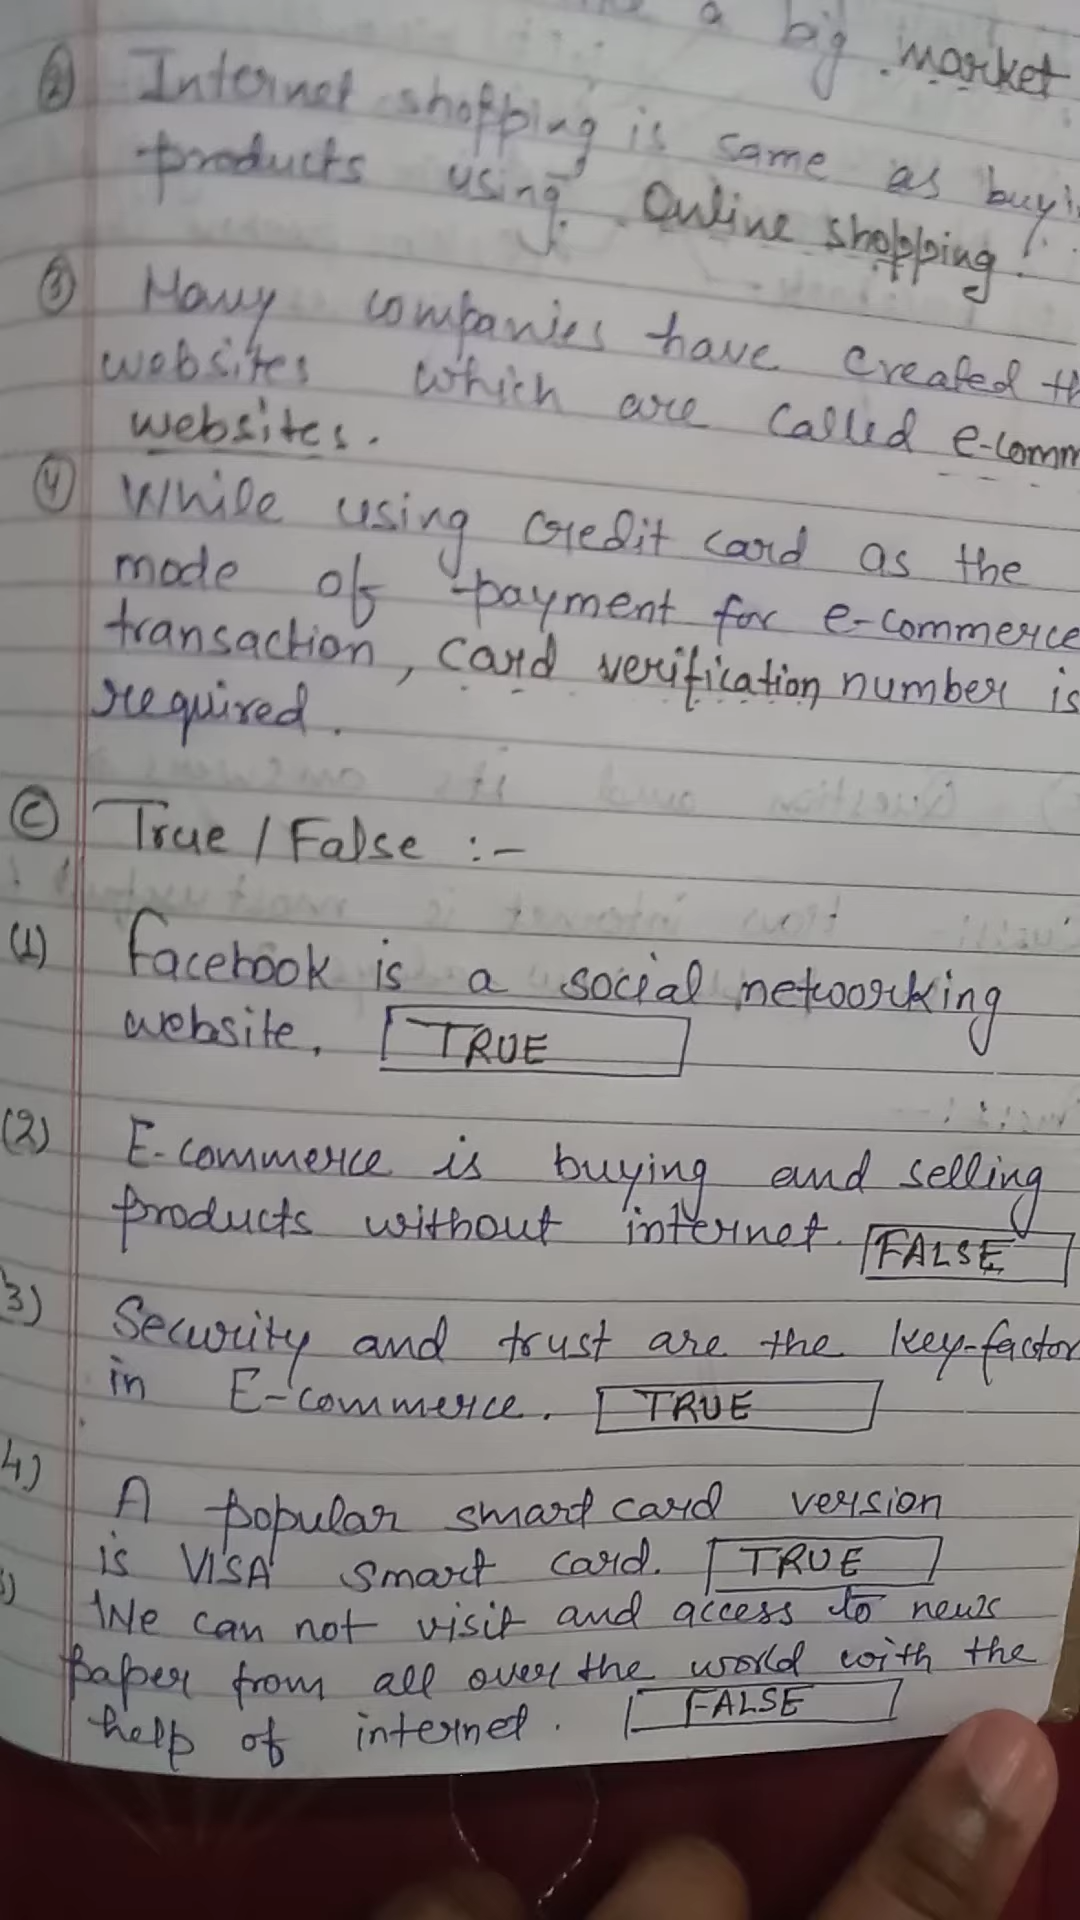 a big market
② Internet shopping is same as buyi
products using Online shopping.
③ Many companies have created th
websites which are called e-comm
websites.
④ While using credit card as the
mode of payment for e-commerce
transaction, card verification number is
required.
Ⓒ True / False :-
(1) Facebook is a social networking
website. TRUE
(2) E-commerce is buying and selling
products without internet. FALSE
3) Security and trust are the key-factor
in E-commerce. TRUE
4) A popular smart card version
is VISA smart card. TRUE
We can not visit and access to news
paper from all over the world with the
help of internet. FALSE